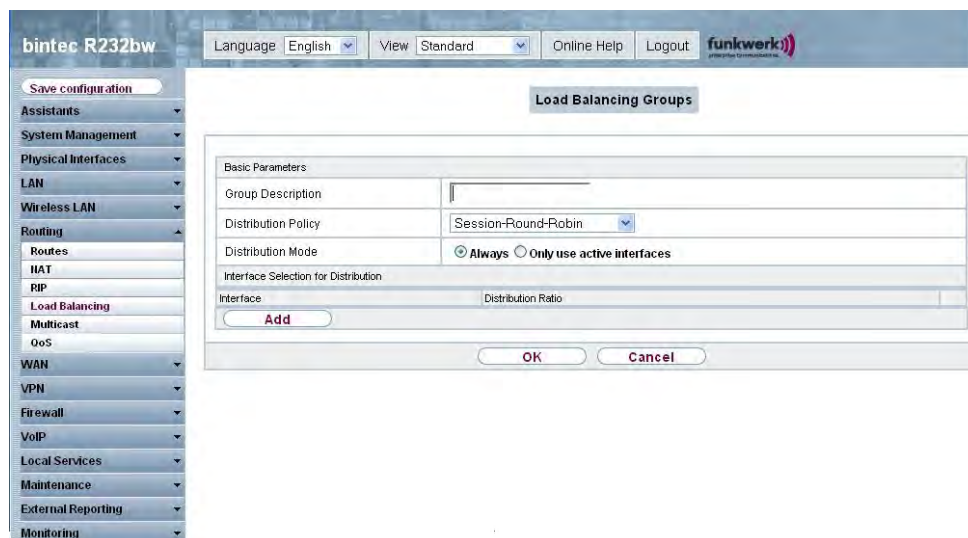 bintec R232bw
Language English View Standard Online Help Logout funkwerk
Save configuration
Assistants
System Management
Physical Interfaces
LAN
Wireless LAN
Routing
Routes
NAT
RIP
Load Balancing
Multicast
QoS
WAN
VPN
Firewall
VoIP
Local Services
Maintenance
External Reporting
Monitoring
Load Balancing Groups
Basic Parameters
Group Description
Distribution Policy Session-Round-Robin
Distribution Mode Always Only use active interfaces
Interface Selection for Distribution
Interface Distribution Ratio
Add
OK Cancel